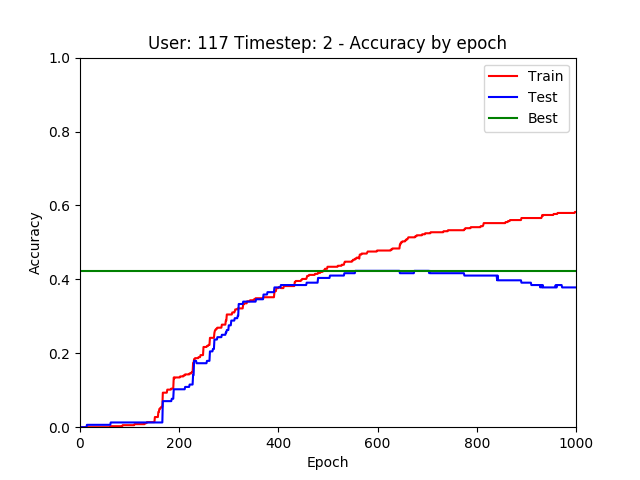 User: 117 Timestep: 2 - Accuracy by epoch
Train
Test
Best
Accuracy
1.0
0.8
0.6
0.4
0.2
0.0
0 200 400 600 800 1000
Epoch